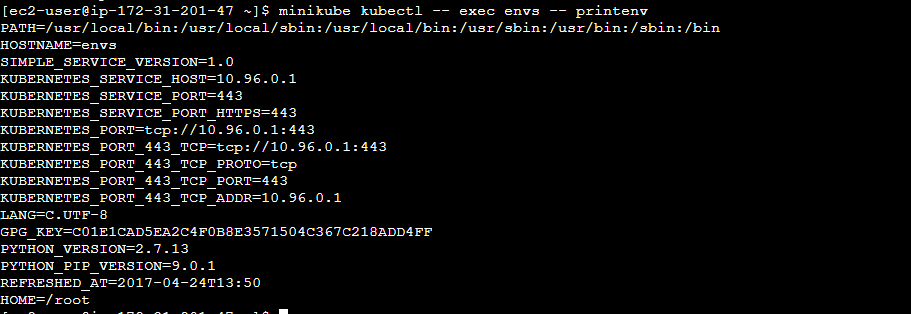 [ec2-user@ip-172-31-201-47 ~]$ minikube kubectl -- exec envs -- printenv
PATH=/usr/local/bin:/usr/local/sbin:/usr/local/bin:/usr/sbin:/usr/bin:/sbin:/bin
HOSTNAME=envs
SIMPLE_SERVICE_VERSION=1.0
KUBERNETES_SERVICE_HOST=10.96.0.1
KUBERNETES_SERVICE_PORT=443
KUBERNETES_SERVICE_PORT_HTTPS=443
KUBERNETES_PORT=tcp://10.96.0.1:443
KUBERNETES_PORT_443_TCP=tcp://10.96.0.1:443
KUBERNETES_PORT_443_TCP_PROTO=tcp
KUBERNETES_PORT_443_TCP_PORT=443
KUBERNETES_PORT_443_TCP_ADDR=10.96.0.1
LANG=C.UTF-8
GPG_KEY=C01E1CAD5EA2C4F0B8E3571504C367C218ADD4FF
PYTHON_VERSION=2.7.13
PYTHON_PIP_VERSION=9.0.1
REFRESHED_AT=2017-04-24T13:50
HOME=/root
[ec2-user@ip-172-31-201-47 ~]$